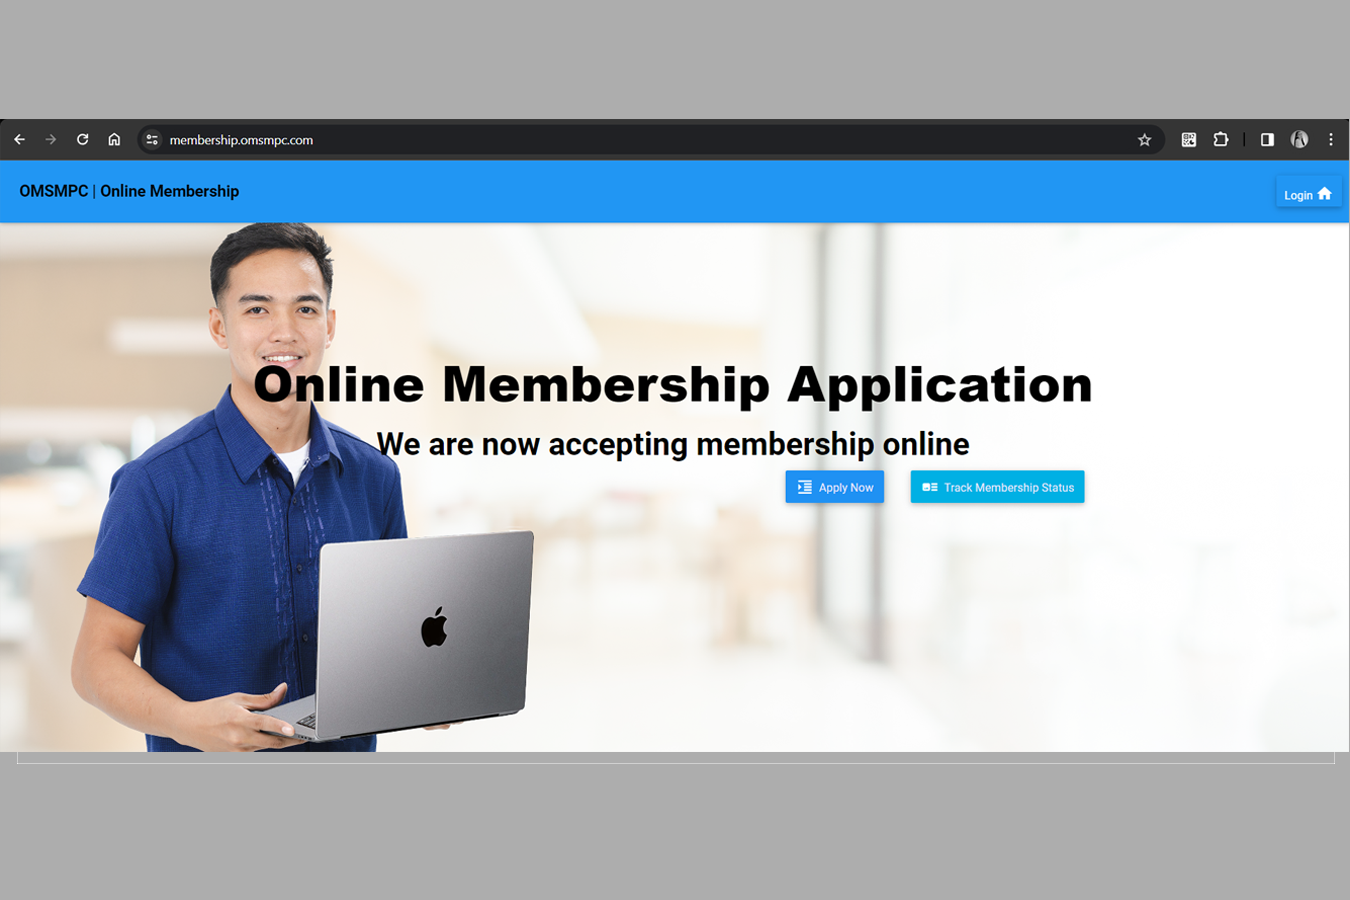 membership.omsmpc.com
OMSMPC | Online Membership
Login
Online Membership Application
We are now accepting membership online
Apply Now
Track Membership Status